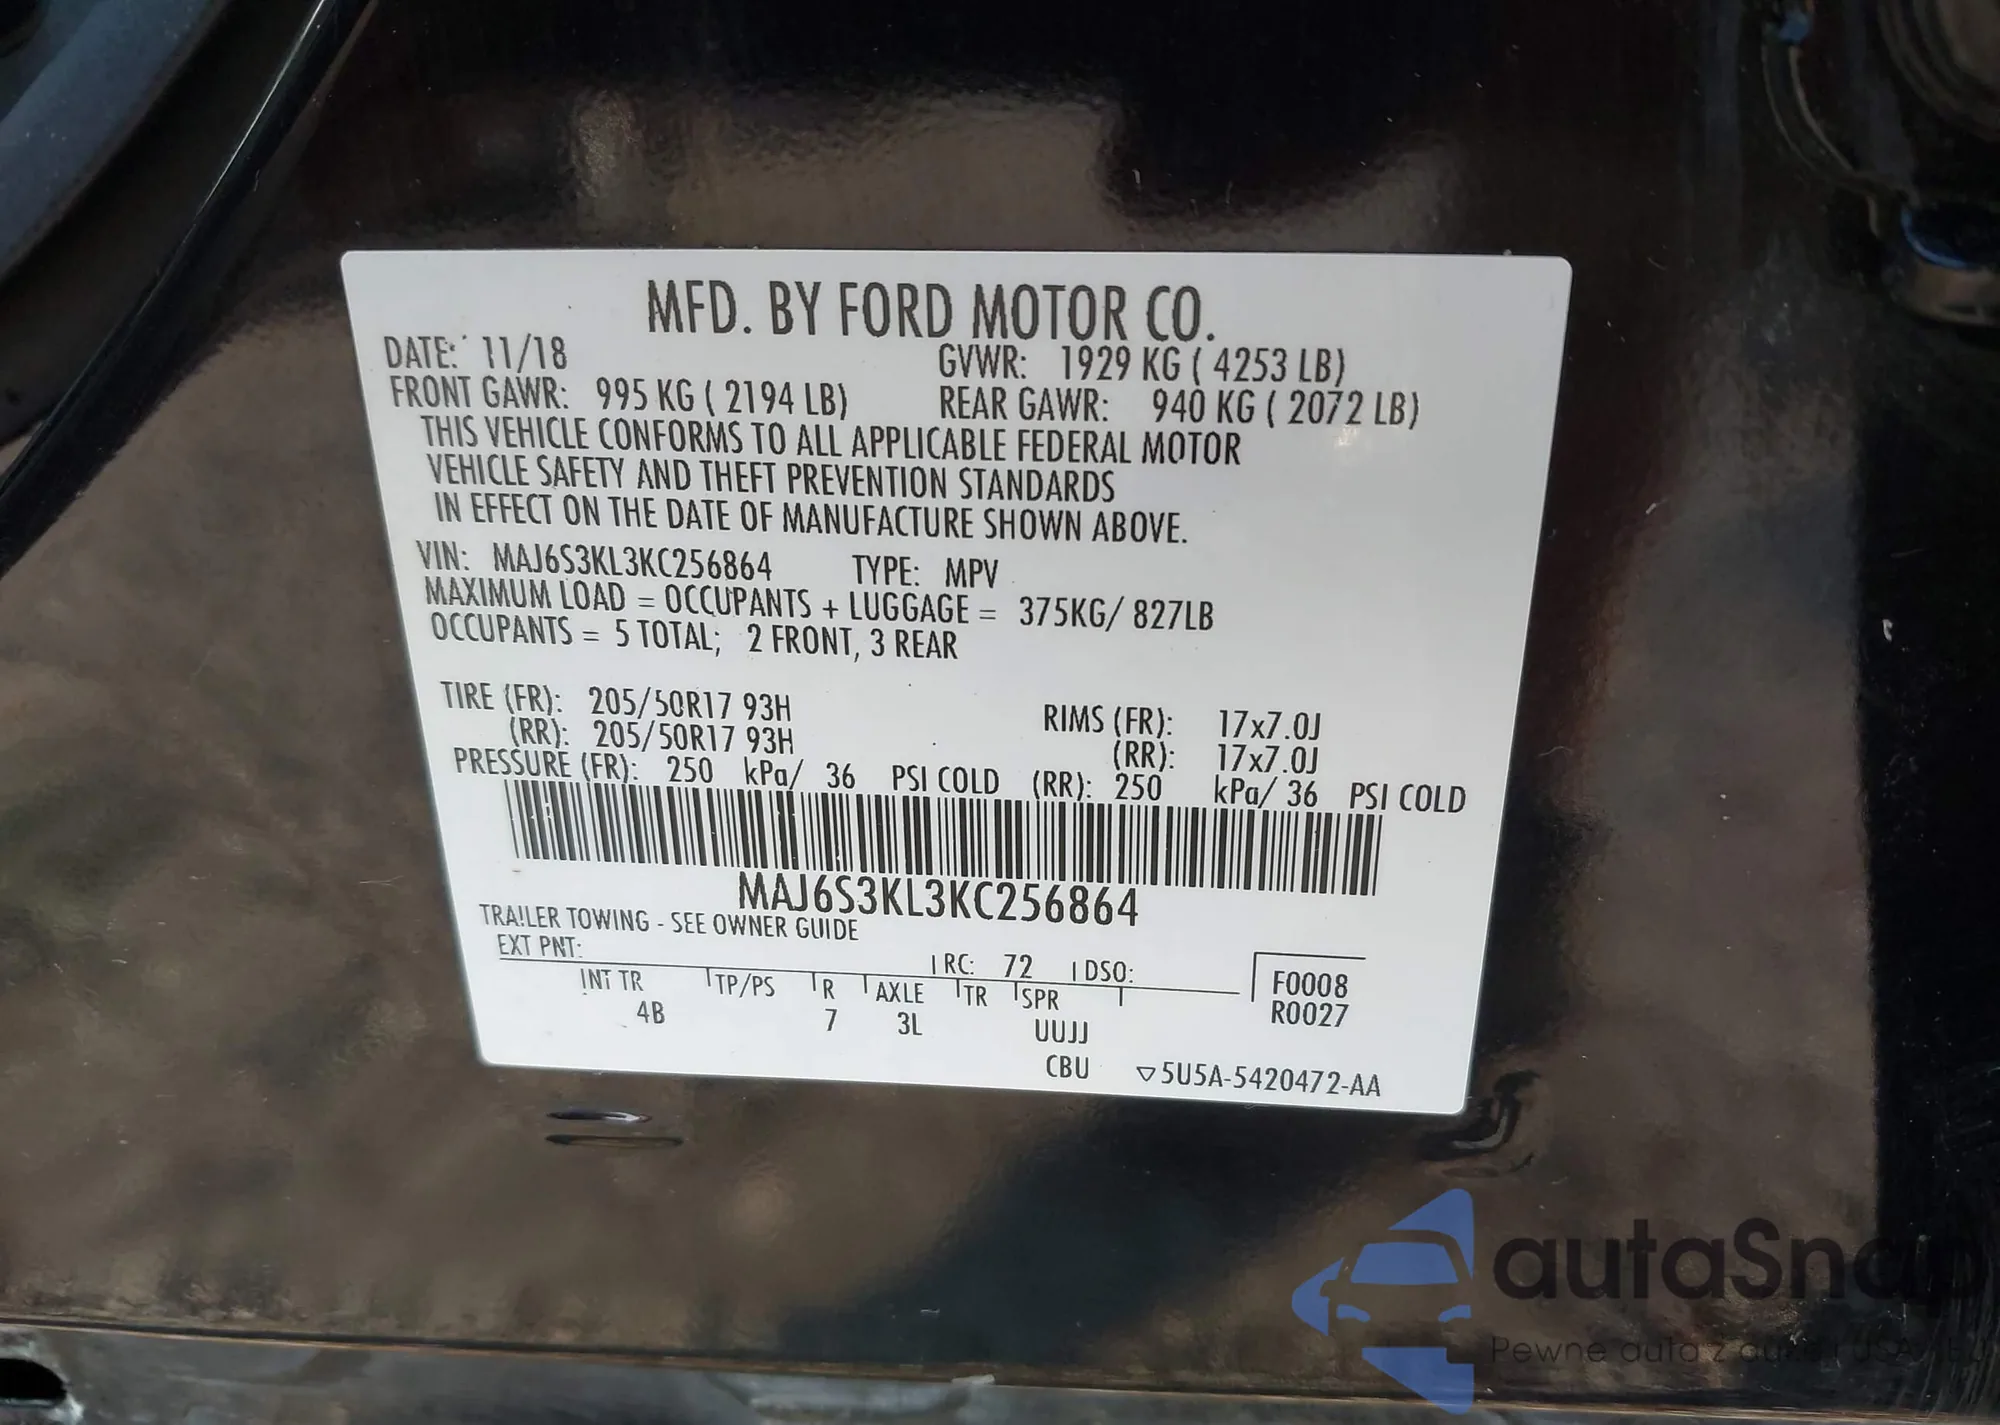 MFD. BY FORD MOTOR CO.
DATE: 11/18 GVWR: 1929 KG ( 4253 LB)
FRONT GAWR: 995 KG ( 2194 LB) REAR GAWR: 940 KG ( 2072 LB)
THIS VEHICLE CONFORMS TO ALL APPLICABLE FEDERAL MOTOR
VEHICLE SAFETY AND THEFT PREVENTION STANDARDS
IN EFFECT ON THE DATE OF MANUFACTURE SHOWN ABOVE.
VIN: MAJ6S3KL3KC256864 TYPE: MPV
MAXIMUM LOAD = OCCUPANTS + LUGGAGE = 375KG/ 827LB
OCCUPANTS = 5 TOTAL; 2 FRONT, 3 REAR
TIRE (FR): 205/50R17 93H RIMS (FR): 17x7.0J
(RR): 205/50R17 93H (RR): 17x7.0J
PRESSURE (FR): 250 kPa/ 36 PSI COLD (RR): 250 kPa/ 36 PSI COLD
MAJ6S3KL3KC256864
TRAILER TOWING - SEE OWNER GUIDE
EXT PNT: RC: 72 DSO:
INT TR TP/PS R AXLE TR SPR F0008
4B 7 3L UUJJ R0027
CBU ▽5U5A-5420472-AA
autaSnap
Pewne auta z